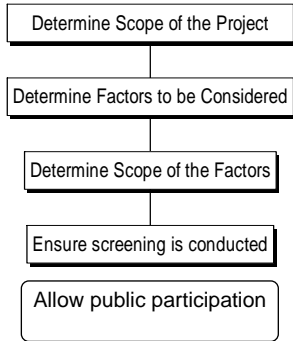 Determine Scope of the Project
Determine Factors to be Considered
Determine Scope of the Factors
Ensure screening is conducted
Allow public participation